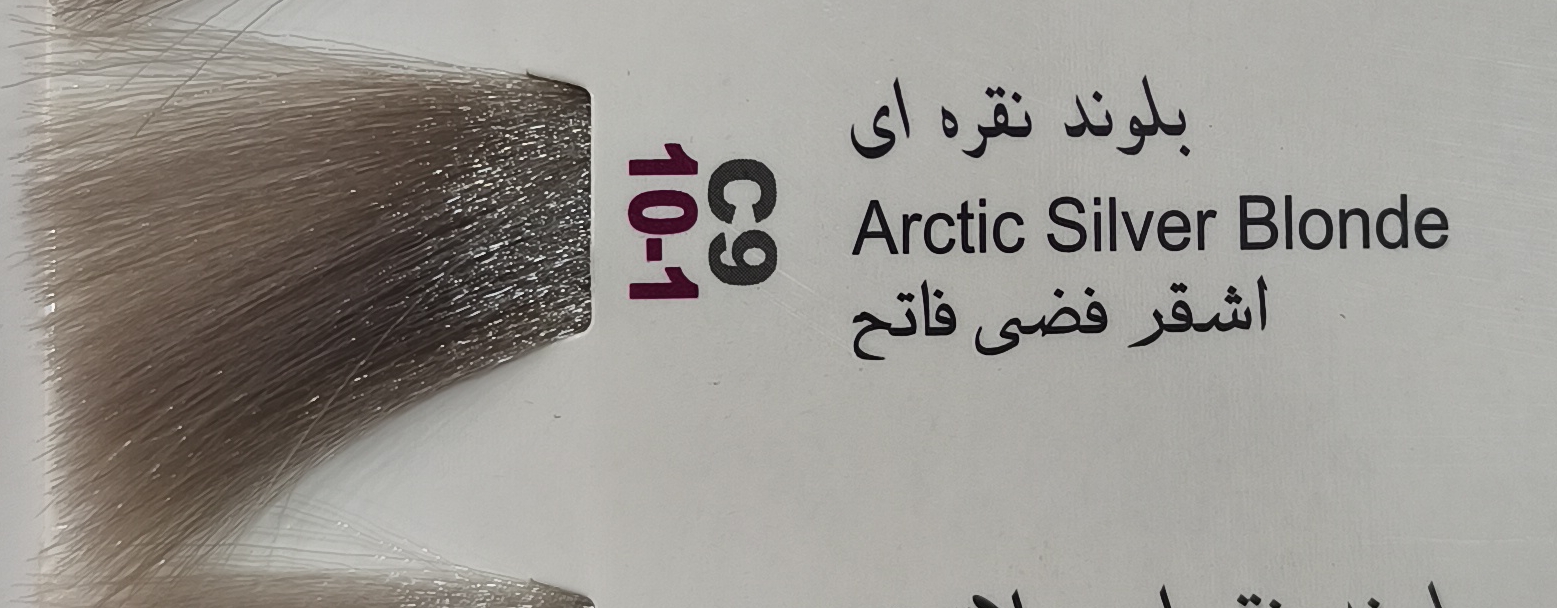 C9
10-1
بلوند نقره ای
Arctic Silver Blonde
اشقر فضی فاتح